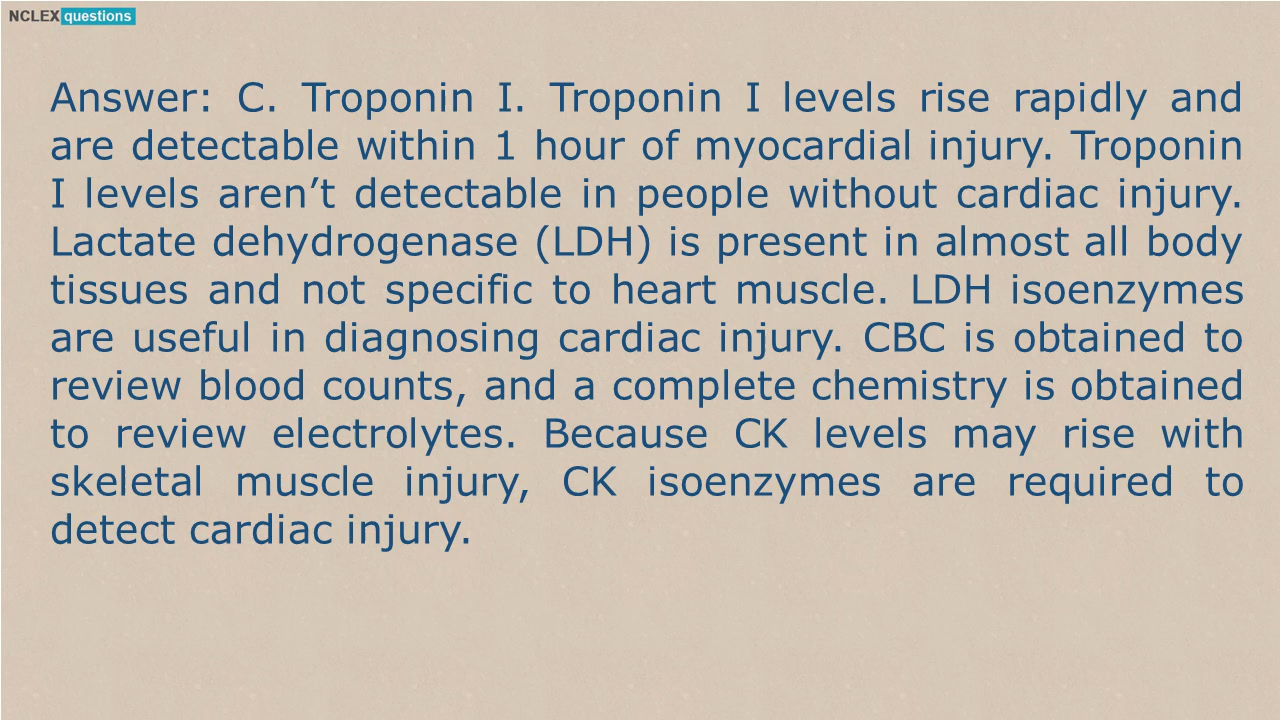 NCLEX questions
Answer: C. Troponin I. Troponin I levels rise rapidly and
are detectable within 1 hour of myocardial injury. Troponin
I levels aren’t detectable in people without cardiac injury.
Lactate dehydrogenase (LDH) is present in almost all body
tissues and not specific to heart muscle. LDH isoenzymes
are useful in diagnosing cardiac injury. CBC is obtained to
review blood counts, and a complete chemistry is obtained
to review electrolytes. Because CK levels may rise with
skeletal muscle injury, CK isoenzymes are required to
detect cardiac injury.